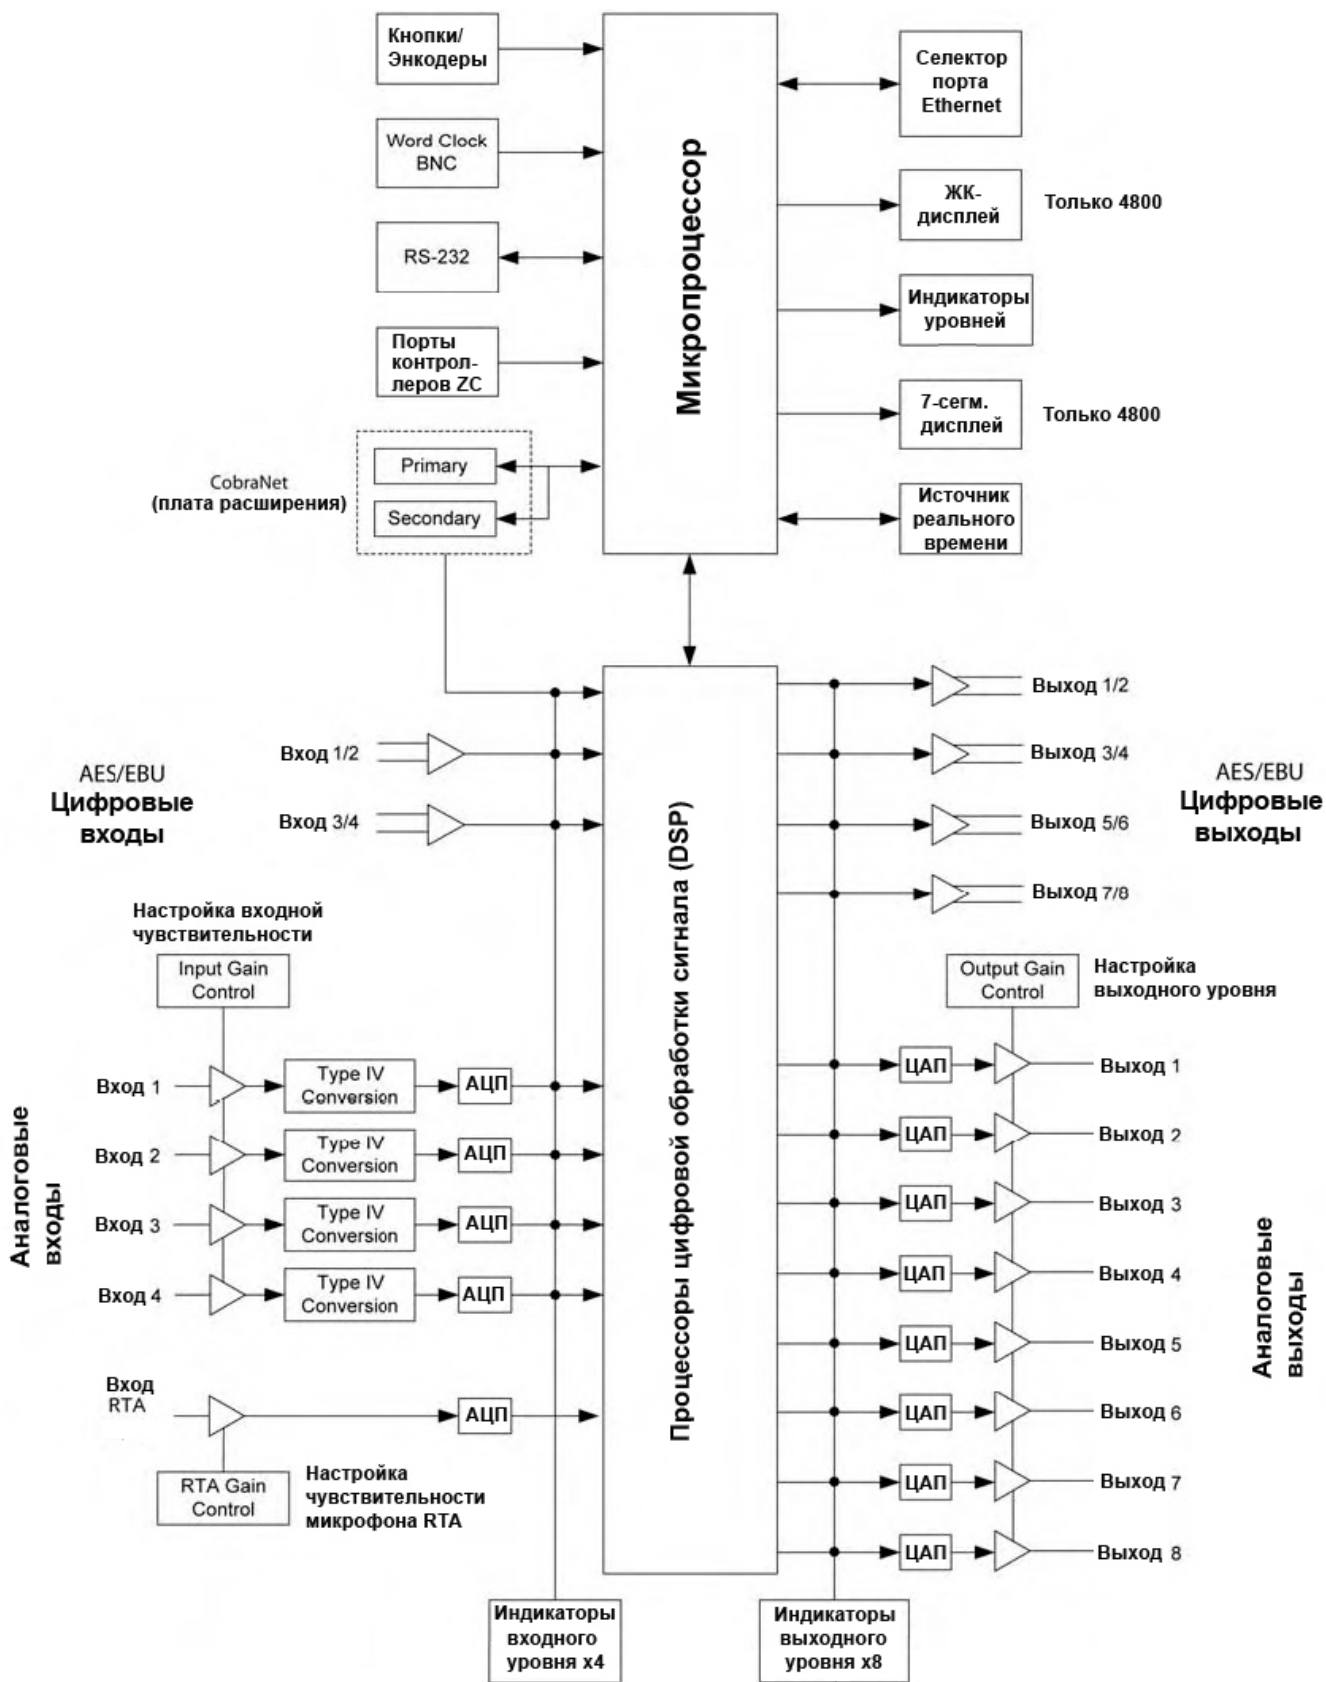 Кнопки/
Энкодеры
Word Clock
BNC
RS-232
Порты
контрол-
леров ZC
CobraNet
(плата расширения)
Primary
Secondary
Микропроцессор
Селектор
порта
Ethernet
ЖК-
дисплей
Только 4800
Индикаторы
уровней
7-сегм.
дисплей
Только 4800
Источник
реального
времени
AES/EBU
Цифровые
входы
Вход 1/2
Вход 3/4
Процессоры цифровой обработки сигнала (DSP)
Выход 1/2
Выход 3/4
Выход 5/6
Выход 7/8
AES/EBU
Цифровые
выходы
Настройка входной
чувствительности
Input Gain
Control
Аналоговые
входы
Вход 1
Type IV
Conversion
АЦП
Вход 2
Type IV
Conversion
АЦП
Вход 3
Type IV
Conversion
АЦП
Вход 4
Type IV
Conversion
АЦП
Вход
RTA
АЦП
RTA Gain
Control
Настройка
чувствительности
микрофона RTA
Output Gain
Control
Настройка
выходного уровня
ЦАП
Выход 1
ЦАП
Выход 2
ЦАП
Выход 3
ЦАП
Выход 4
ЦАП
Выход 5
ЦАП
Выход 6
ЦАП
Выход 7
ЦАП
Выход 8
Аналоговые
выходы
Индикаторы
входного
уровня x4
Индикаторы
выходного
уровня x8